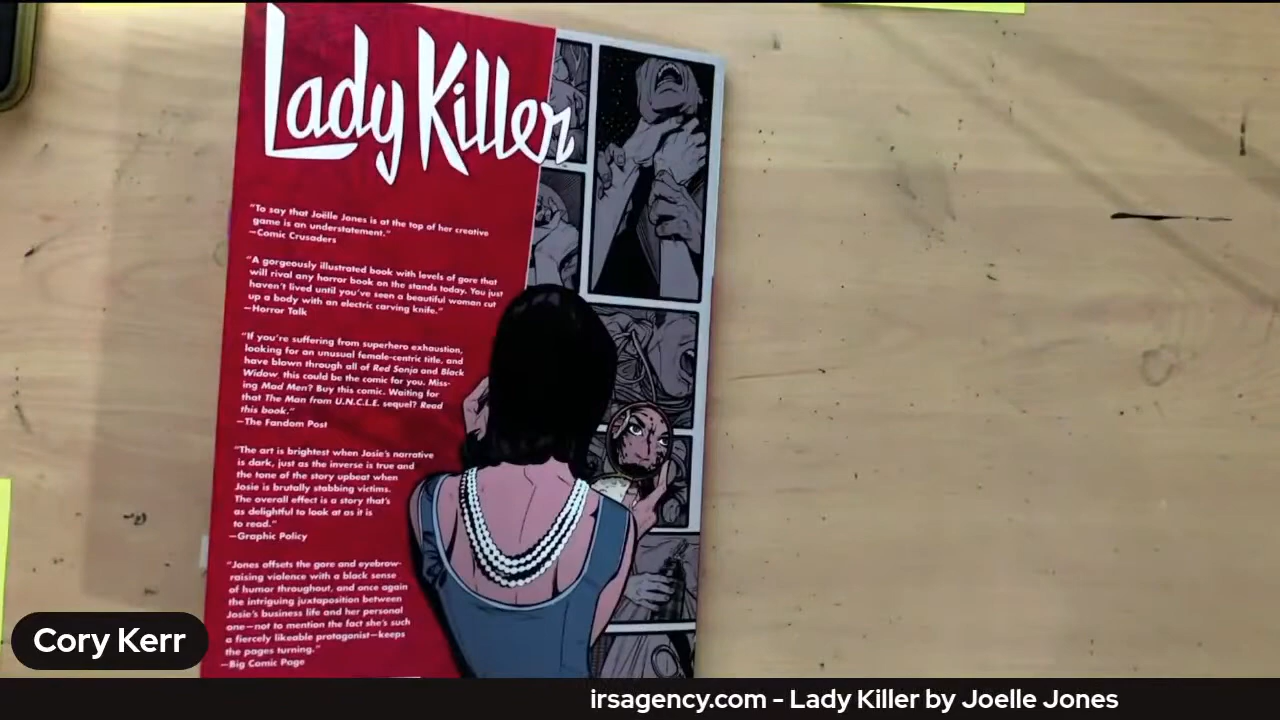 Lady Killer
"To say that Joëlle Jones is at the top of her creative
game is an understatement."
—Comic Crusaders
"A gorgeously illustrated book with levels of gore that
will rival any horror book on the stands today. You just
haven't lived until you've seen a beautiful woman cut
up a body with an electric carving knife."
—Horror Talk
"If you're suffering from superhero exhaustion,
looking for an unusual female-centric title, and
have blown through all of Red Sonja and Black
Widow, this could be the comic for you. Miss-
ing Mad Men? Buy this comic. Waiting for
that The Man from U.N.C.L.E. sequel? Read
this book."
—The Fandom Post
"The art is brightest when Josie's narrative
is dark, just as the inverse is true and
the tone of the story upbeat when
Josie is brutally stabbing victims.
The overall effect is a story that's
as delightful to look at as it is
to read."
—Graphic Policy
"Jones offsets the gore and eyebrow-
raising violence with a black sense
of humor throughout, and once again
the intriguing juxtaposition between
Josie's business life and her personal
one—not to mention the fact she's such
a fiercely likeable protagonist—keeps
the pages turning."
—Big Comic Page
Cory Kerr
irsagency.com - Lady Killer by Joelle Jones